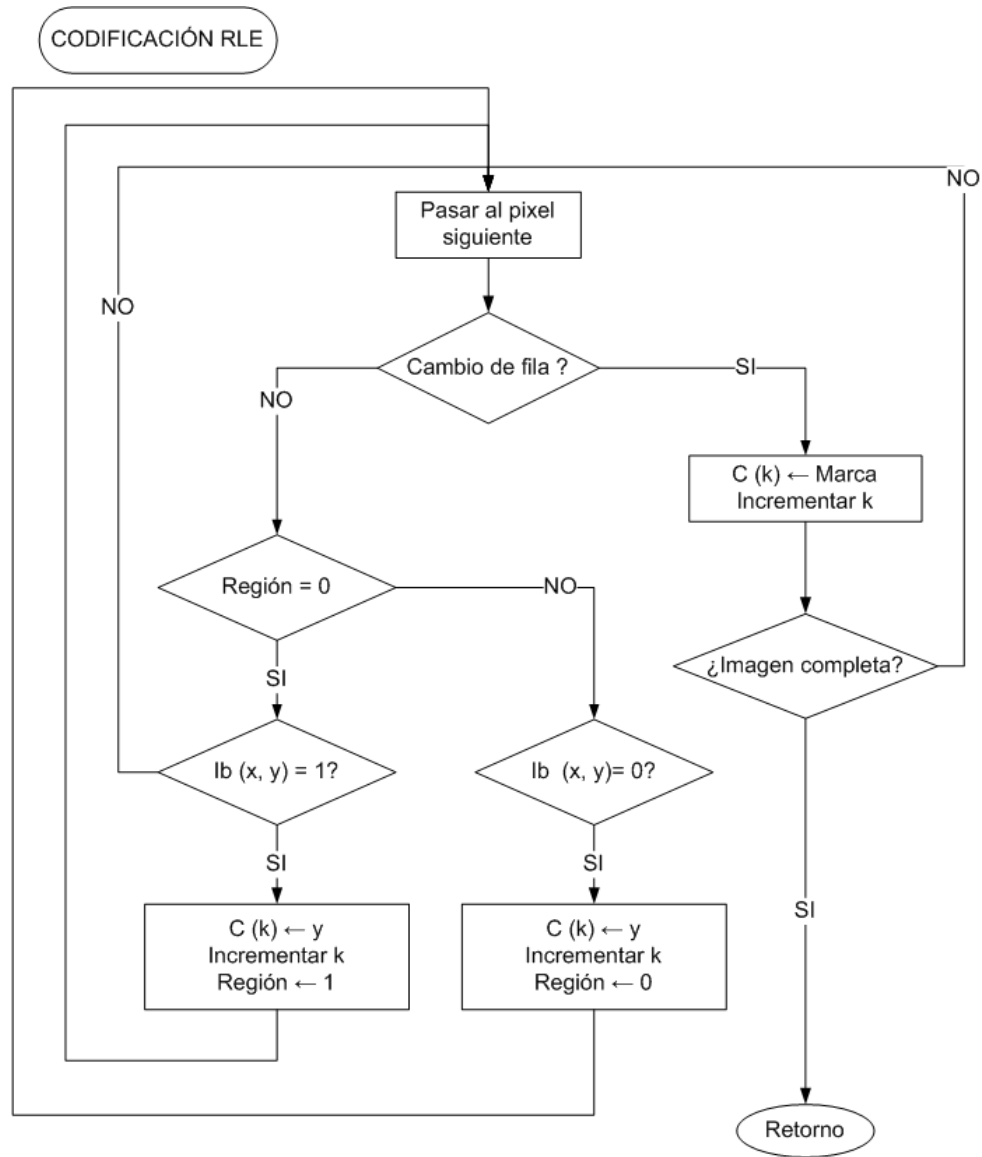 CODIFICACIÓN RLE
NO
Pasar al pixel
siguiente
NO
Cambio de fila ?
SI
NO
C (k) ← Marca
Incrementar k
Región = 0
NO
¿Imagen completa?
SI
Ib (x, y) = 1?
Ib (x, y)= 0?
SI
SI
SI
C (k) ← y
Incrementar k
Región ← 1
C (k) ← y
Incrementar k
Región ← 0
Retorno